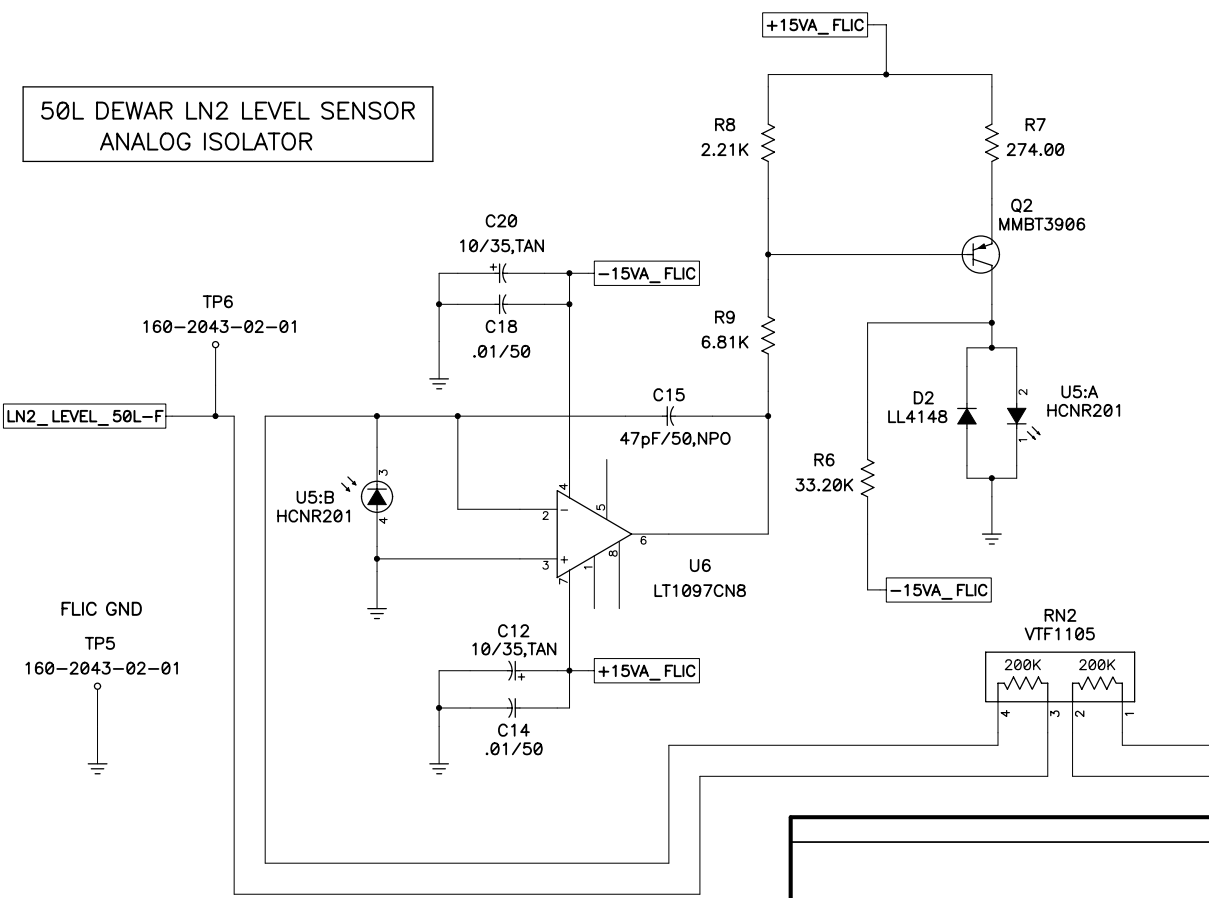 +15VA_FLIC
50L DEWAR LN2 LEVEL SENSOR
ANALOG ISOLATOR
R8
2.21K
R7
274.00
Q2
MMBT3906
C20
10/35,TAN
+
-15VA_FLIC
C18
.01/50
TP6
160-2043-02-01
LN2_LEVEL_50L-F
R9
6.81K
C15
47pF/50,NPO
D2
LL4148
2
U5:A
HCNR201
1
R6
33.20K
-15VA_FLIC
3
U5:B
HCNR201
4
4
5
2
-
3
+
6
7
1
8
U6
LT1097CN8
FLIC GND
TP5
160-2043-02-01
C12
10/35,TAN
+
+15VA_FLIC
C14
.01/50
RN2
VTF1105
200K
200K
4
3
2
1